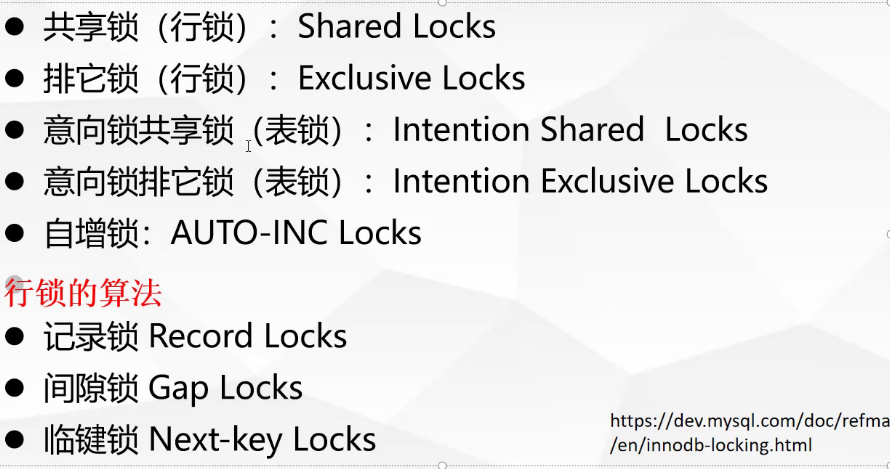 共享锁（行锁）：Shared Locks
排它锁（行锁）：Exclusive Locks
意向锁共享锁（表锁）：Intention Shared  Locks
意向锁排它锁（表锁）：Intention Exclusive Locks
自增锁：AUTO-INC Locks
行锁的算法
记录锁 Record Locks
间隙锁 Gap Locks
临键锁 Next-key Locks
https://dev.mysql.com/doc/refma
/en/innodb-locking.html